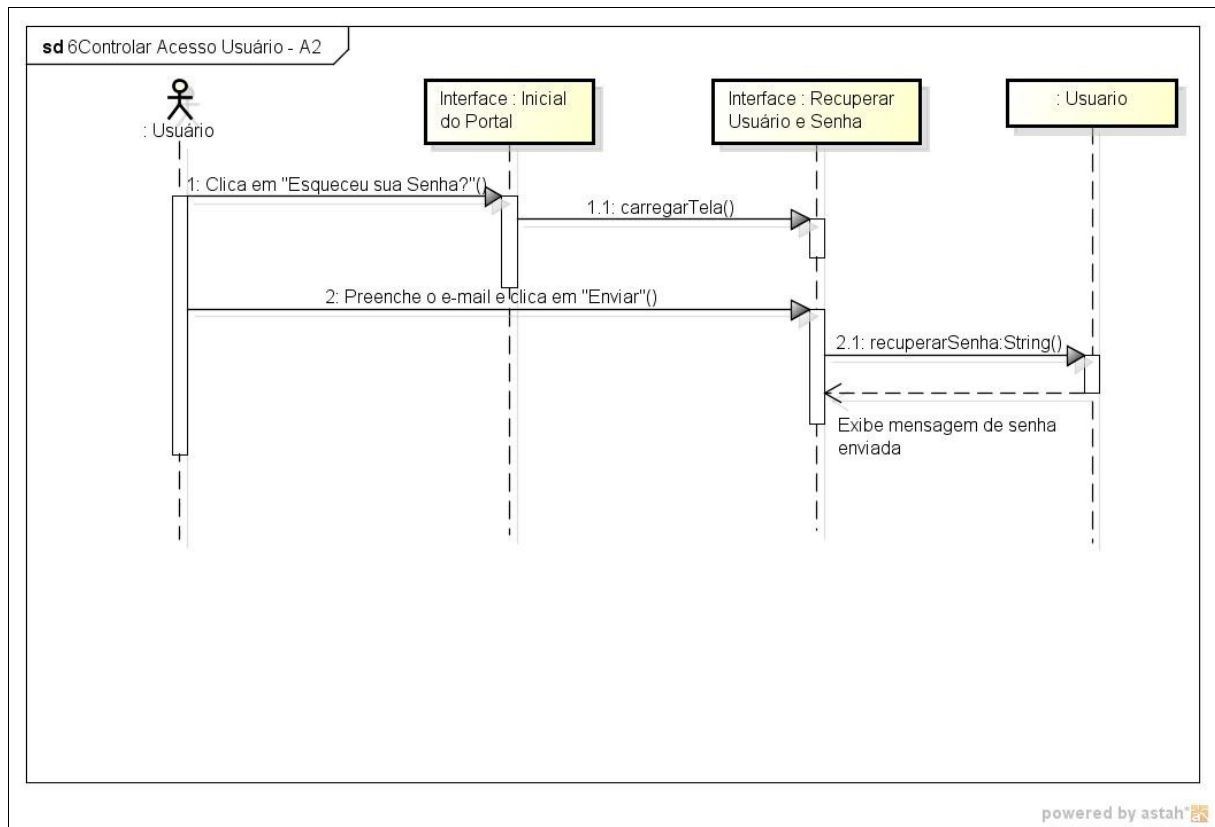 sd 6Controlar Acesso Usuário - A2
: Usuário
Interface : Inicial
do Portal
Interface : Recuperar
Usuário e Senha
: Usuario
1: Clica em "Esqueceu sua Senha?"()
1.1: carregarTela()
2: Preenche o e-mail e clica em "Enviar"()
2.1: recuperarSenha:String()
Exibe mensagem de senha
enviada
powered by astah*